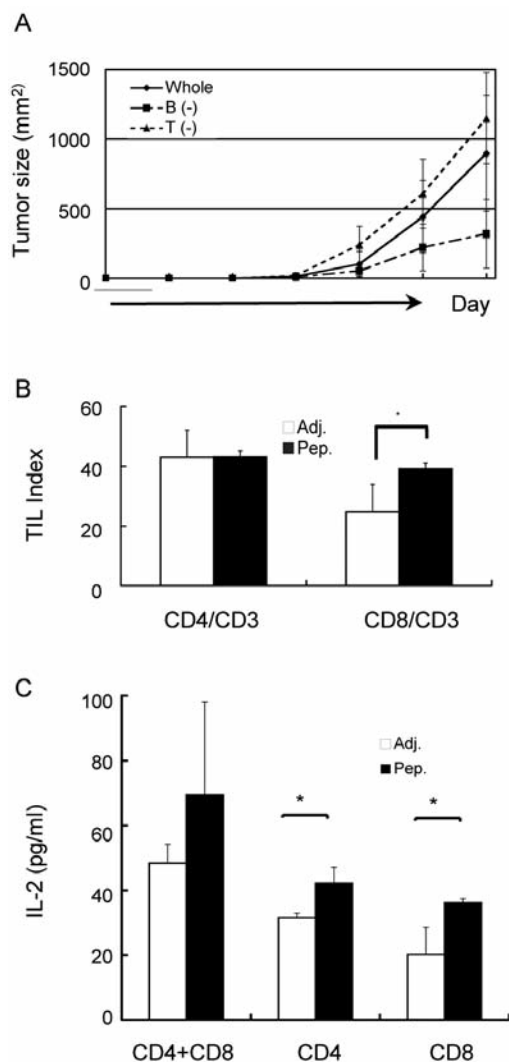 A
Tumor size (mm²)
1500
1000
500
0
Whole
B (-)
T (-)
Day
B
TIL Index
60
40
20
0
Adj.
Pep.
CD4/CD3
CD8/CD3
C
IL-2 (pg/ml)
100
80
60
40
20
0
Adj.
Pep.
*
*
CD4+CD8
CD4
CD8